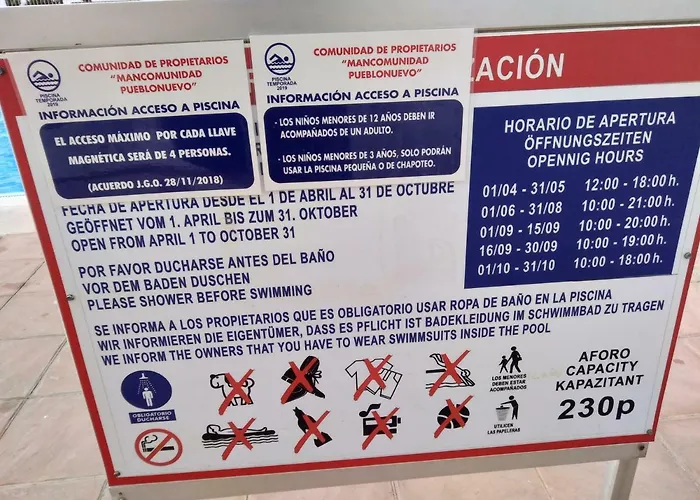 PISCINA
TEMPORADA
2019
COMUNIDAD DE PROPIETARIOS
"MANCOMUNIDAD
PUEBLONUEVO"
INFORMACIÓN ACCESO A PISCINA
EL ACCESO MÁXIMO POR CADA LLAVE
MAGNÉTICA SERÁ DE 4 PERSONAS.
(ACUERDO J.G.O. 28/11/2018)
PISCINA
TEMPORADA
2019
COMUNIDAD DE PROPIETARIOS
"MANCOMUNIDAD
PUEBLONUEVO"
INFORMACIÓN ACCESO A PISCINA
- LOS NIÑOS MENORES DE 12 AÑOS DEBEN IR
ACOMPAÑADOS DE UN ADULTO.
- LOS NIÑOS MENORES DE 3 AÑOS, SOLO PODRÁN
USAR LA PISCINA PEQUEÑA O DE CHAPOTEO.
ZACIÓN
HORARIO DE APERTURA
ÖFFNUNGSZEITEN
OPENNIG HOURS
01/04 - 31/05 12:00 - 18:00 h.
01/06 - 31/08 10:00 - 21:00 h.
01/09 - 15/09 10:00 - 20:00 h.
16/09 - 30/09 10:00 - 19:00 h.
01/10 - 31/10 10:00 - 18:00 h.
FECHA DE APERTURA DESDE EL 1 DE ABRIL AL 31 DE OCTUBRE
GEÖFFNET VOM 1. APRIL BIS ZUM 31. OKTOBER
OPEN FROM APRIL 1 TO OCTOBER 31
POR FAVOR DUCHARSE ANTES DEL BAÑO
VOR DEM BADEN DUSCHEN
PLEASE SHOWER BEFORE SWIMMING
SE INFORMA A LOS PROPIETARIOS QUE ES OBLIGATORIO USAR ROPA DE BAÑO EN LA PISCINA
WIR INFORMIEREN DIE EIGENTÜMER, DASS ES PFLICHT IST BADEKLEIDUNG IM SCHWIMMBAD ZU TRAGEN
WE INFORM THE OWNERS THAT YOU HAVE TO WEAR SWIMSUITS INSIDE THE POOL
OBLIGATORIO
DUCHARSE
LOS MENORES
DEBEN ESTAR
ACOMPAÑADOS
UTILICEN
LAS PAPELERAS
AFORO
CAPACITY
KAPAZITANT
230p